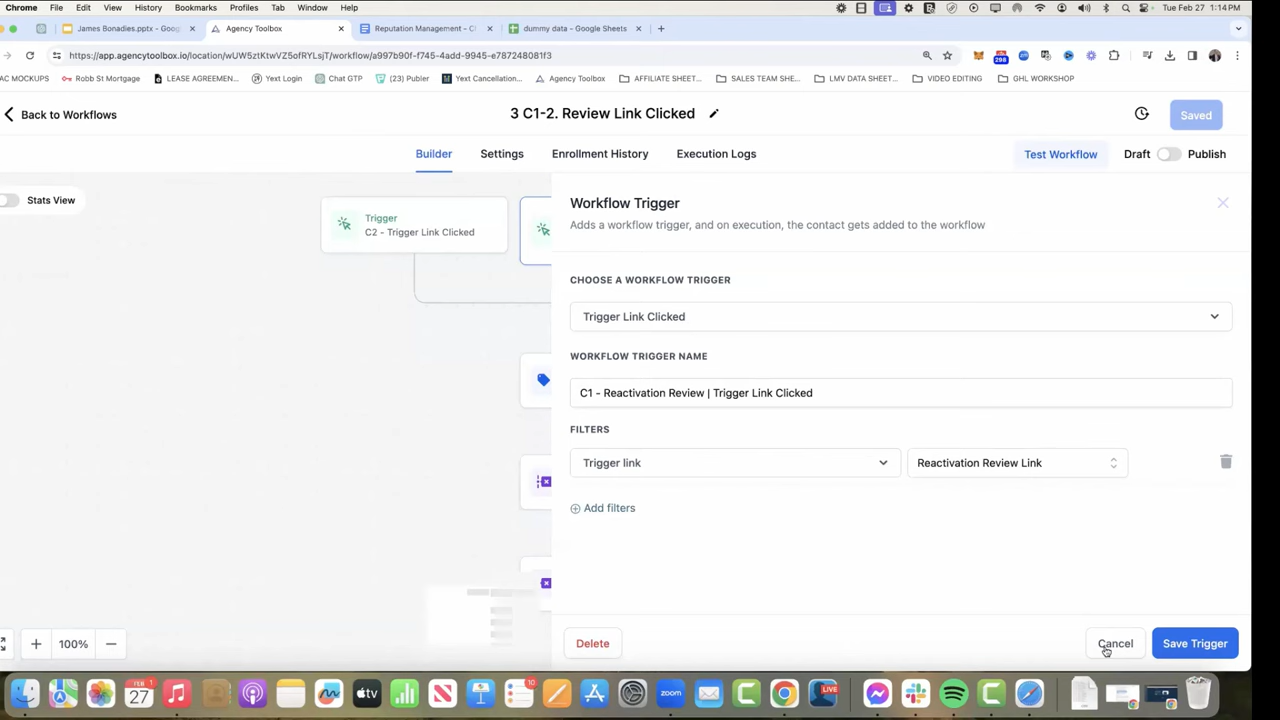 Chrome File Edit View History Bookmarks Profiles Tab Window Help Tue Feb 27 1:14 PM
James Bonadies.pptx - Goog Agency Toolbox Reputation Management - C dummy data - Google Sheets
https://app.agencytoolbox.io/location/wUW5ztKtwVZ5ofRYLsjT/workflow/a997b90f-f745-4add-9945-e787248081f3
298
AC MOCKUPS Robb St Mortgage LEASE AGREEMEN... Yext Login Chat GTP (23) Publer Yext Cancellation... Agency Toolbox AFFILIATE SHEET... SALES TEAM SHE... LMV DATA SHEET... VIDEO EDITING GHL WORKSHOP
Back to Workflows
3 C1-2. Review Link Clicked
Saved
Builder Settings Enrollment History Execution Logs
Test Workflow Draft Publish
Stats View
Trigger
C2 - Trigger Link Clicked
Workflow Trigger
Adds a workflow trigger, and on execution, the contact gets added to the workflow
CHOOSE A WORKFLOW TRIGGER
Trigger Link Clicked
WORKFLOW TRIGGER NAME
C1 - Reactivation Review | Trigger Link Clicked
FILTERS
Trigger link Reactivation Review Link
Add filters
100%
Delete Cancel Save Trigger
FEB 1
27
tv
10
zoom
LIVE